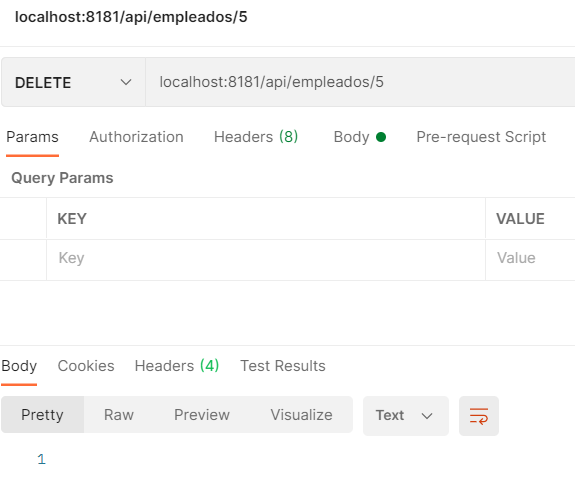 localhost:8181/api/empleados/5
DELETE localhost:8181/api/empleados/5
Params Authorization Headers (8) Body Pre-request Script
Query Params
KEY VALUE
Key Value
Body Cookies Headers (4) Test Results
Pretty Raw Preview Visualize Text
1